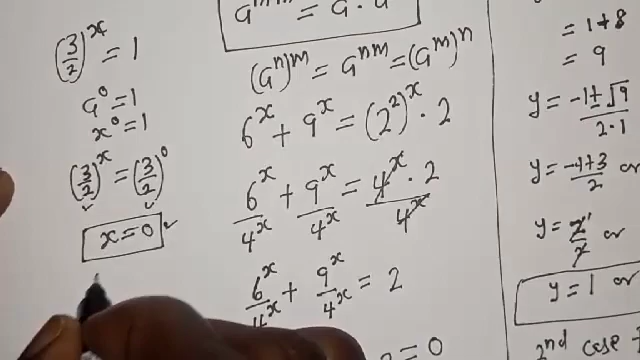 (3/2)^x = 1
a^0 = 1
x^0 = 1
(3/2)^x = (3/2)^0
x = 0
(a^n)^m = a^nm = (a^m)^n
6^x + 9^x = (2^2)^x · 2
6^x/4^x + 9^x/4^x = 4^x · 2/4^x
6^x/4^x + 9^x/4^x = 2
= 0
= 1+8
= 9
y = -1±√9/2·1
y = -1+3/2 or
y = 2/2 or
y = 1 or
2nd case